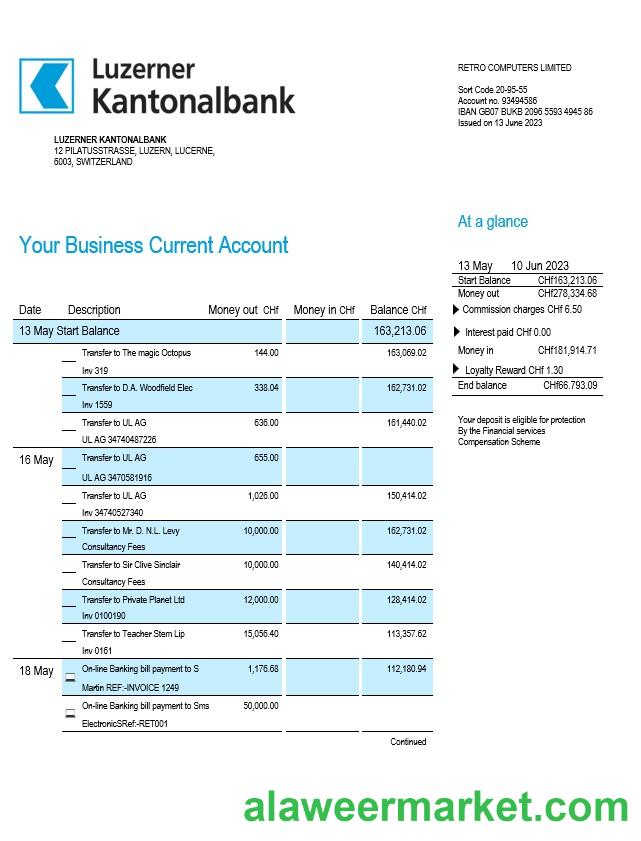 Luzerner
Kantonalbank
RETRO COMPUTERS LIMITED
Sort Code 20-95-55
Account no. 93494586
IBAN GB07 BUKB 2096 5593 4945 86
Issued on 13 June 2023
LUZERNER KANTONALBANK
12 PILATUSSTRASSE, LUZERN, LUCERNE,
6003, SWITZERLAND
Your Business Current Account
At a glance
13 May 10 Jun 2023
Start Balance CHf163,213.06
Money out CHf278,334.68
Commission charges CHf 6.50
Interest paid CHf 0.00
Money in CHf181,914.71
Loyalty Reward CHf 1.30
End balance CHf66.793.09
Your deposit is eligible for protection
By the Financial services
Compensation Scheme
Date Description Money out CHf Money in CHf Balance CHf
13 May Start Balance 163,213.06
Transfer to The magic Octopus 144.00 163,069.02
Inv 319
Transfer to D.A. Woodfield Elec 338.04 162,731.02
Inv 1559
Transfer to UL AG 636.00 161,440.02
UL AG 34740487226
16 May Transfer to UL AG 655.00
UL AG 3470581916
Transfer to UL AG 1,026.00 150,414.02
Inv 34740527340
Transfer to Mr. D. N.L. Levy 10,000.00 162,731.02
Consultancy Fees
Transfer to Sir Clive Sinclair 10,000.00 140,414.02
Consultancy Fees
Transfer to Private Planet Ltd 12,000.00 128,414.02
Inv 0100190
Transfer to Teacher Stem Lip 15,056.40 113,357.62
Inv 0161
18 May On-line Banking bill payment to S 1,176.68 112,180.94
Martin REF:-INVOICE 1249
On-line Banking bill payment to Sms 50,000.00
ElectronicSRef:-RET001
Continued
alaweermarket.com